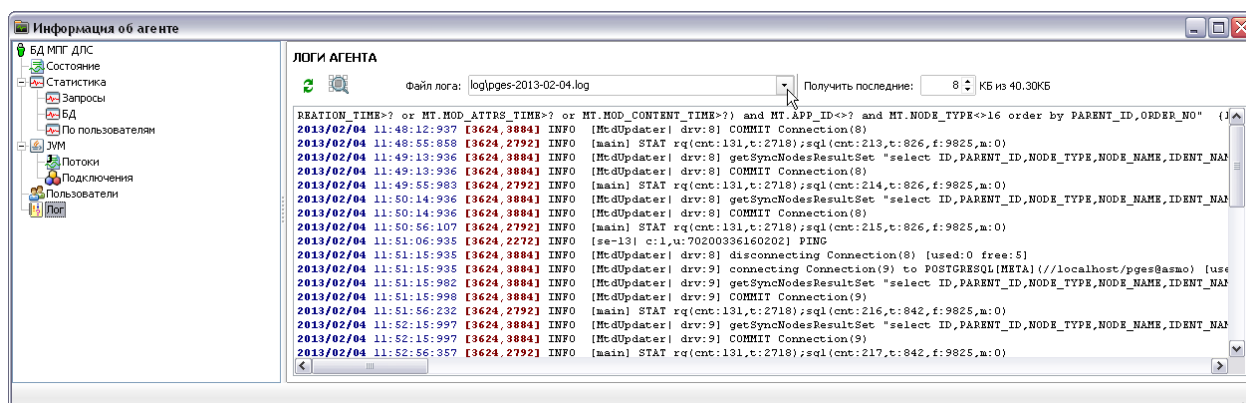 Информация об агенте
БД МПГ ДЛС
Состояние
Статистика
Запросы
БД
По пользователям
JVM
Потоки
Подключения
Пользователи
Лог
ЛОГИ АГЕНТА
Файл лога: log\pges-2013-02-04.log Получить последние: 8 КБ из 40.30КБ
REATION_TIME>? or MT.MOD_ATTRS_TIME>? or MT.MOD_CONTENT_TIME>?) and MT.APP_ID<>? and MT.NODE_TYPE<>16 order by PARENT_ID,ORDER_NO"
2013/02/04 11:48:12:937 [3624,3884] INFO [MtdUpdater| drv:8] COMMIT Connection(8)
2013/02/04 11:48:55:858 [3624,2792] INFO [main] STAT rq(cnt:131,t:2718);sql(cnt:213,t:826,f:9825,m:0)
2013/02/04 11:49:13:936 [3624,3884] INFO [MtdUpdater| drv:8] getSyncNodesResultSet "select ID,PARENT_ID,NODE_TYPE,NODE_NAME,IDENT_NAM
2013/02/04 11:49:13:936 [3624,3884] INFO [MtdUpdater| drv:8] COMMIT Connection(8)
2013/02/04 11:49:55:983 [3624,2792] INFO [main] STAT rq(cnt:131,t:2718);sql(cnt:214,t:826,f:9825,m:0)
2013/02/04 11:50:14:936 [3624,3884] INFO [MtdUpdater| drv:8] getSyncNodesResultSet "select ID,PARENT_ID,NODE_TYPE,NODE_NAME,IDENT_NAM
2013/02/04 11:50:14:936 [3624,3884] INFO [MtdUpdater| drv:8] COMMIT Connection(8)
2013/02/04 11:50:56:107 [3624,2792] INFO [main] STAT rq(cnt:131,t:2718);sql(cnt:215,t:826,f:9825,m:0)
2013/02/04 11:51:06:935 [3624,2272] INFO [se-13| c:1,u:70200336160202] PING
2013/02/04 11:51:15:935 [3624,3884] INFO [MtdUpdater| drv:8] disconnecting Connection(8) [used:0 free:5]
2013/02/04 11:51:15:935 [3624,3884] INFO [MtdUpdater| drv:9] connecting Connection(9) to POSTGRESQL[META](//localhost/pges@asmo) [use
2013/02/04 11:51:15:982 [3624,3884] INFO [MtdUpdater| drv:9] getSyncNodesResultSet "select ID,PARENT_ID,NODE_TYPE,NODE_NAME,IDENT_NAM
2013/02/04 11:51:15:998 [3624,3884] INFO [MtdUpdater| drv:9] COMMIT Connection(9)
2013/02/04 11:51:56:232 [3624,2792] INFO [main] STAT rq(cnt:131,t:2718);sql(cnt:216,t:842,f:9825,m:0)
2013/02/04 11:52:15:997 [3624,3884] INFO [MtdUpdater| drv:9] getSyncNodesResultSet "select ID,PARENT_ID,NODE_TYPE,NODE_NAME,IDENT_NAM
2013/02/04 11:52:15:997 [3624,3884] INFO [MtdUpdater| drv:9] COMMIT Connection(9)
2013/02/04 11:52:56:357 [3624,2792] INFO [main] STAT rq(cnt:131,t:2718);sql(cnt:217,t:842,f:9825,m:0)